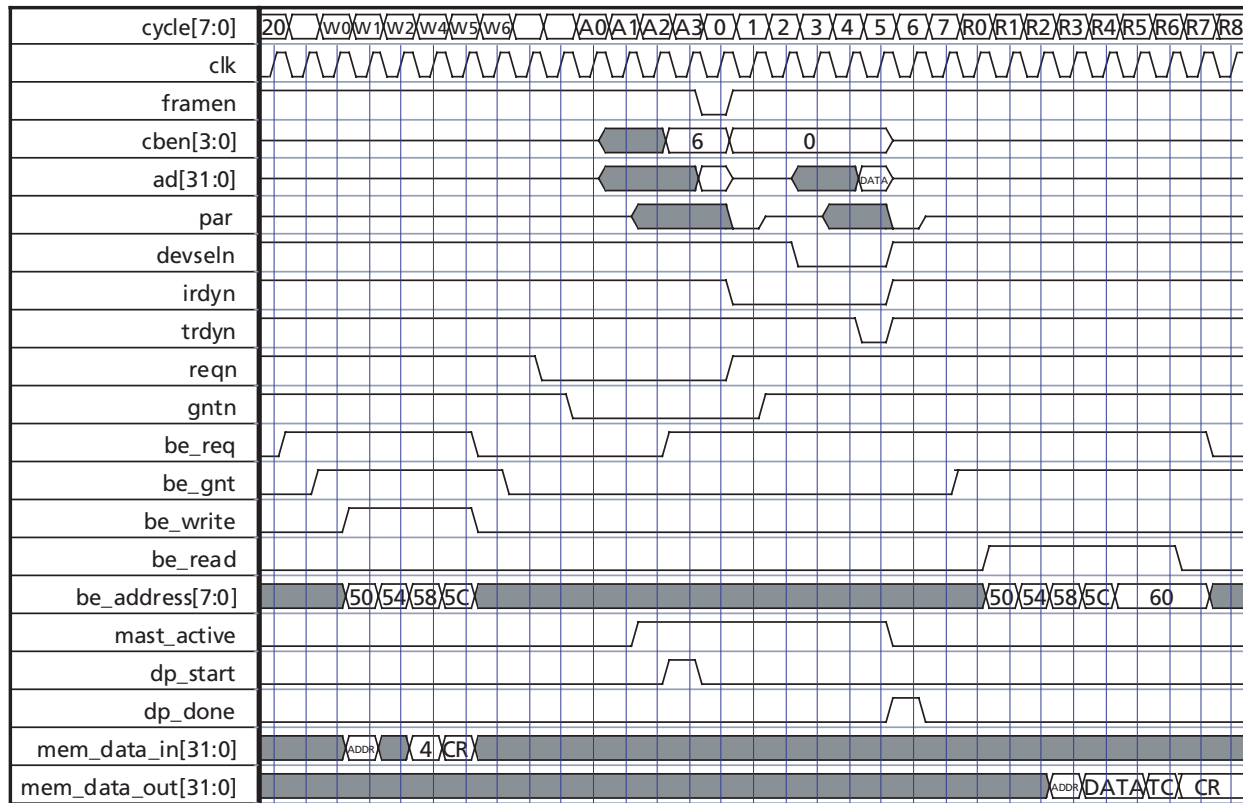 cycle[7:0] 20 W0 W1 W2 W4 W5 W6 A0 A1 A2 A3 0 1 2 3 4 5 6 7 R0 R1 R2 R3 R4 R5 R6 R7 R8
clk
framen
cben[3:0] 6 0
ad[31:0] DATA
par
devseln
irdyn
trdyn
reqn
gntn
be_req
be_gnt
be_write
be_read
be_address[7:0] 50 54 58 5C 50 54 58 5C 60
mast_active
dp_start
dp_done
mem_data_in[31:0] ADDR 4 CR
mem_data_out[31:0] ADDR DATA TC CR